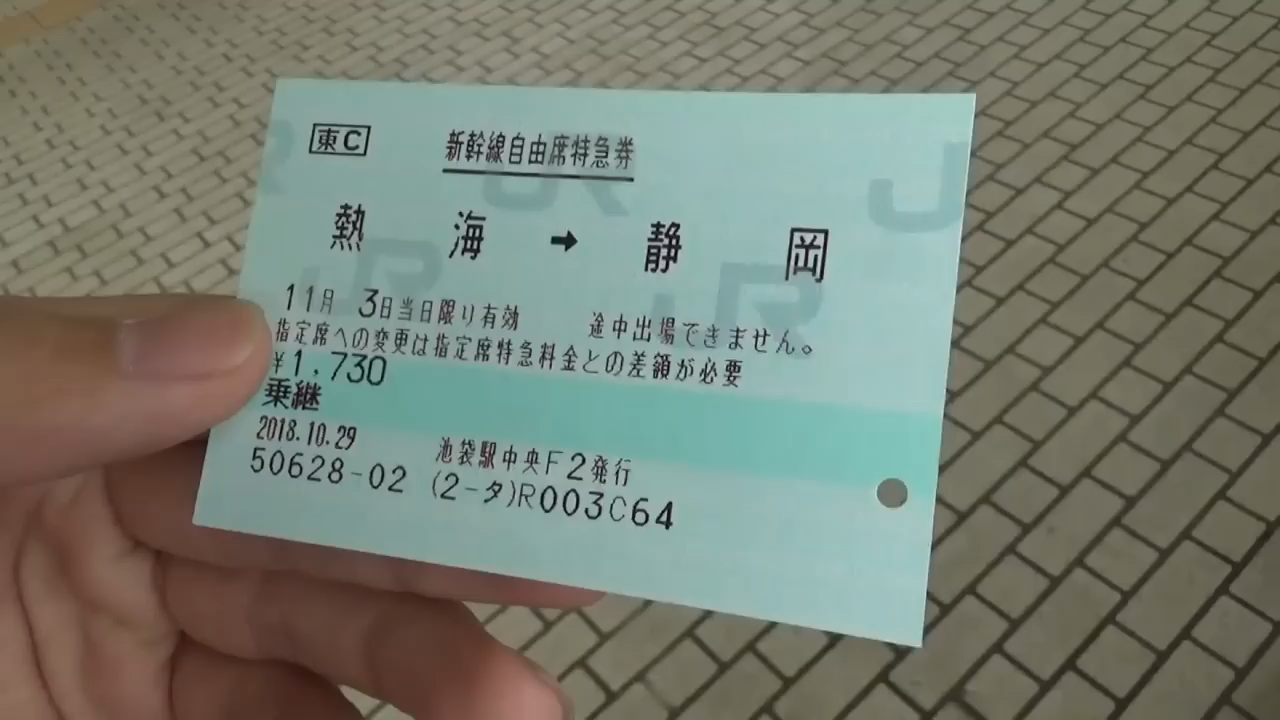 東C 新幹線自由席特急券
熱海 → 静岡
11月 3日当日限り有効 途中出場できません。
指定席への変更は指定席特急料金との差額が必要
¥1,730
乗継
2018.10.29 池袋駅中央F2発行
50628-02 (2-タ)R003C64
JR
JR
JR
J